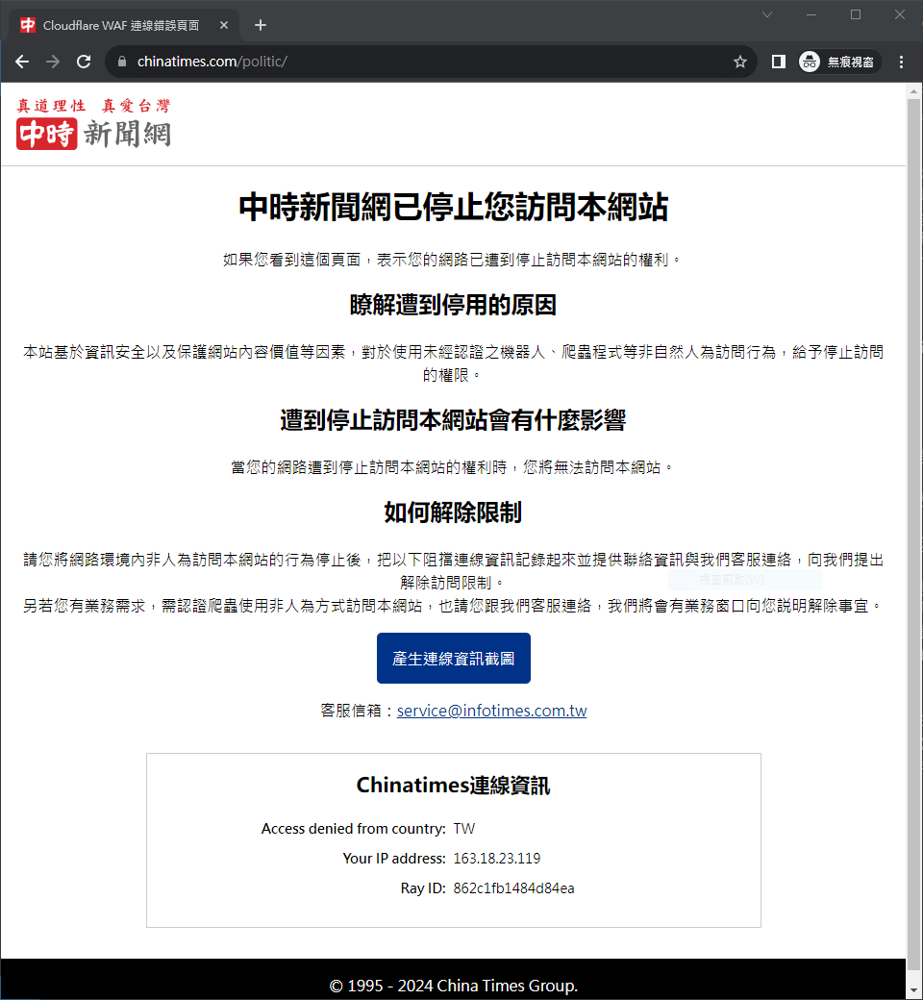 Cloudflare WAF 連線錯誤頁面
chinatimes.com/politic/
無痕視窗
真道理性 真愛台灣
中時新聞網
中時新聞網已停止您訪問本網站
如果您看到這個頁面，表示您的網路已遭到停止訪問本網站的權利。
瞭解遭到停用的原因
本站基於資訊安全以及保護網站內容價值等因素，對於使用未經認證之機器人、爬蟲程式等非自然人為訪問行為，給予停止訪問
的權限。
遭到停止訪問本網站會有什麼影響
當您的網路遭到停止訪問本網站的權利時，您將無法訪問本網站。
如何解除限制
請您將網路環境內非人為訪問本網站的行為停止後，把以下阻擋連線資訊記錄起來並提供聯絡資訊與我們客服連絡，向我們提出
解除訪問限制。
另若您有業務需求，需認證爬蟲使用非人為方式訪問本網站，也請您跟我們客服連絡，我們將會有業務窗口向您說明解除事宜。
產生連線資訊截圖
客服信箱：service@infotimes.com.tw
Chinatimes連線資訊
Access denied from country: TW
Your IP address: 163.18.23.119
Ray ID: 862c1fb1484d84ea
© 1995 - 2024 China Times Group.